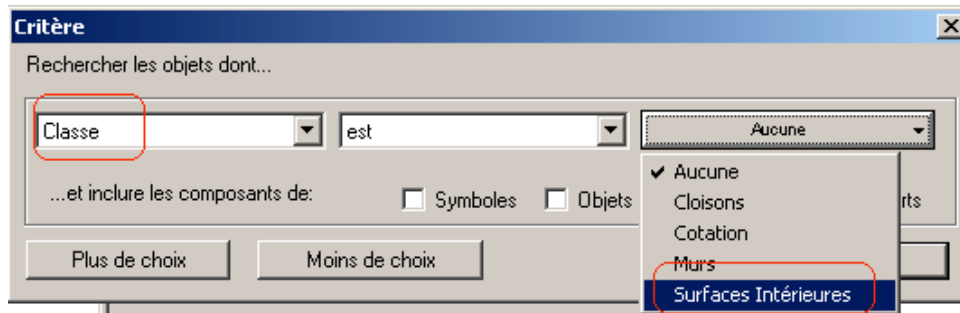 Critère
Rechercher les objets dont...
Classe est Aucune
Aucune
...et inclure les composants de: Symboles Objets rts
Cloisons
Cotation
Plus de choix Moins de choix Murs
Surfaces Intérieures